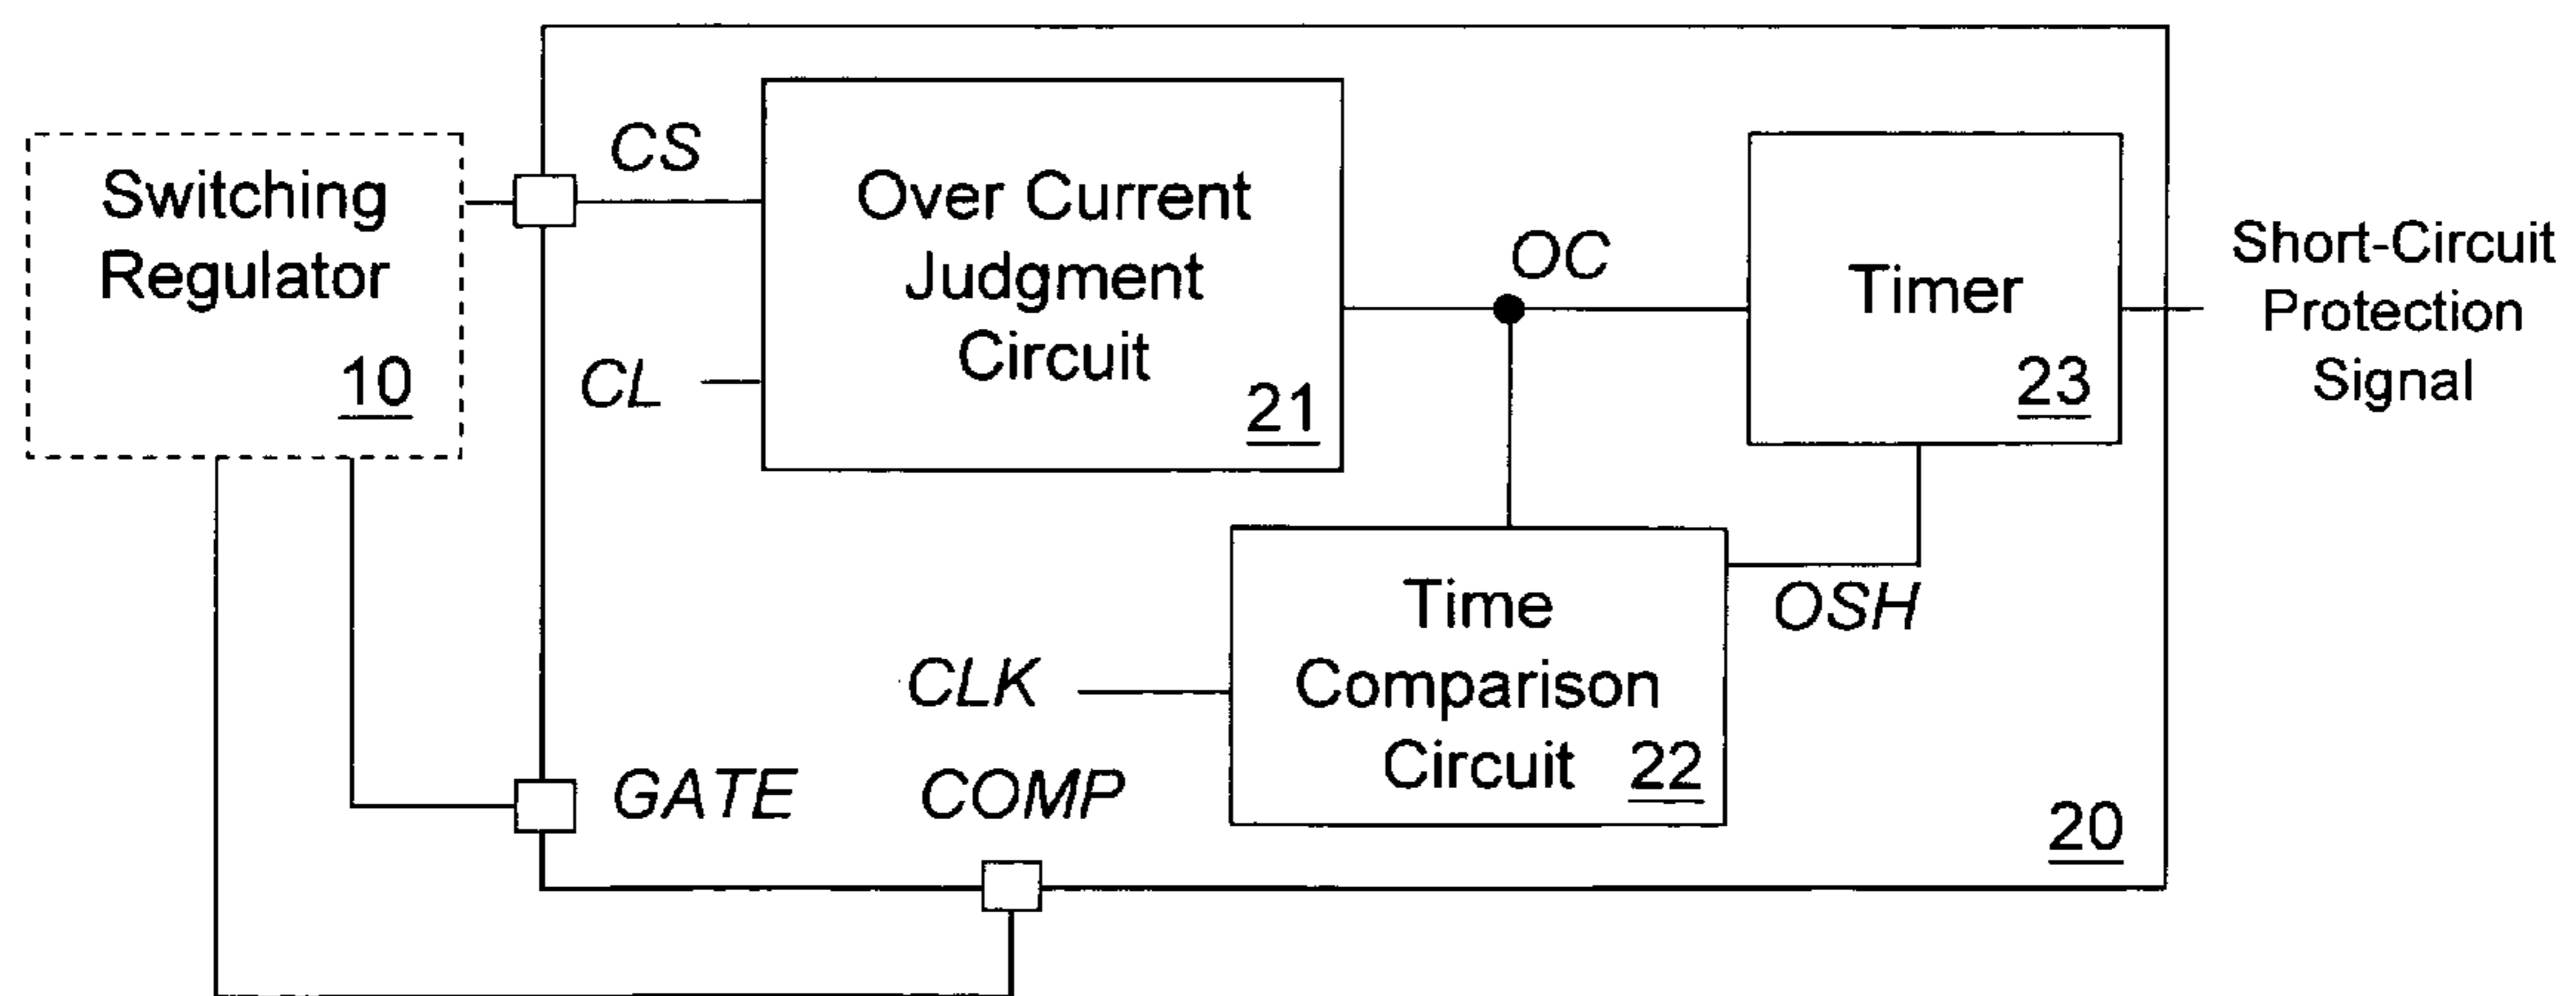 Switching
Regulator
10
CS
CL
Over Current
Judgment
Circuit
21
OC
Timer
23
Short-Circuit
Protection
Signal
OSH
CLK
Time
Comparison
Circuit 22
GATE
COMP
20